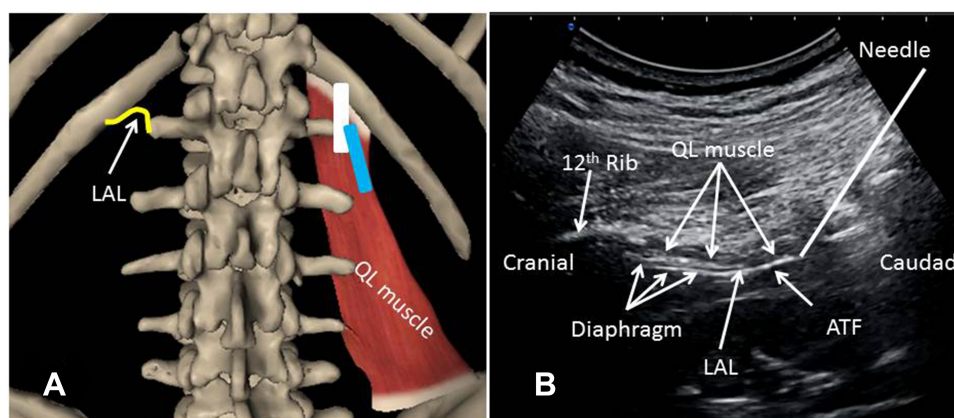 LAL
QL muscle
A
Needle
QL muscle
12th Rib
Cranial
Caudad
Diaphragm
ATF
LAL
B